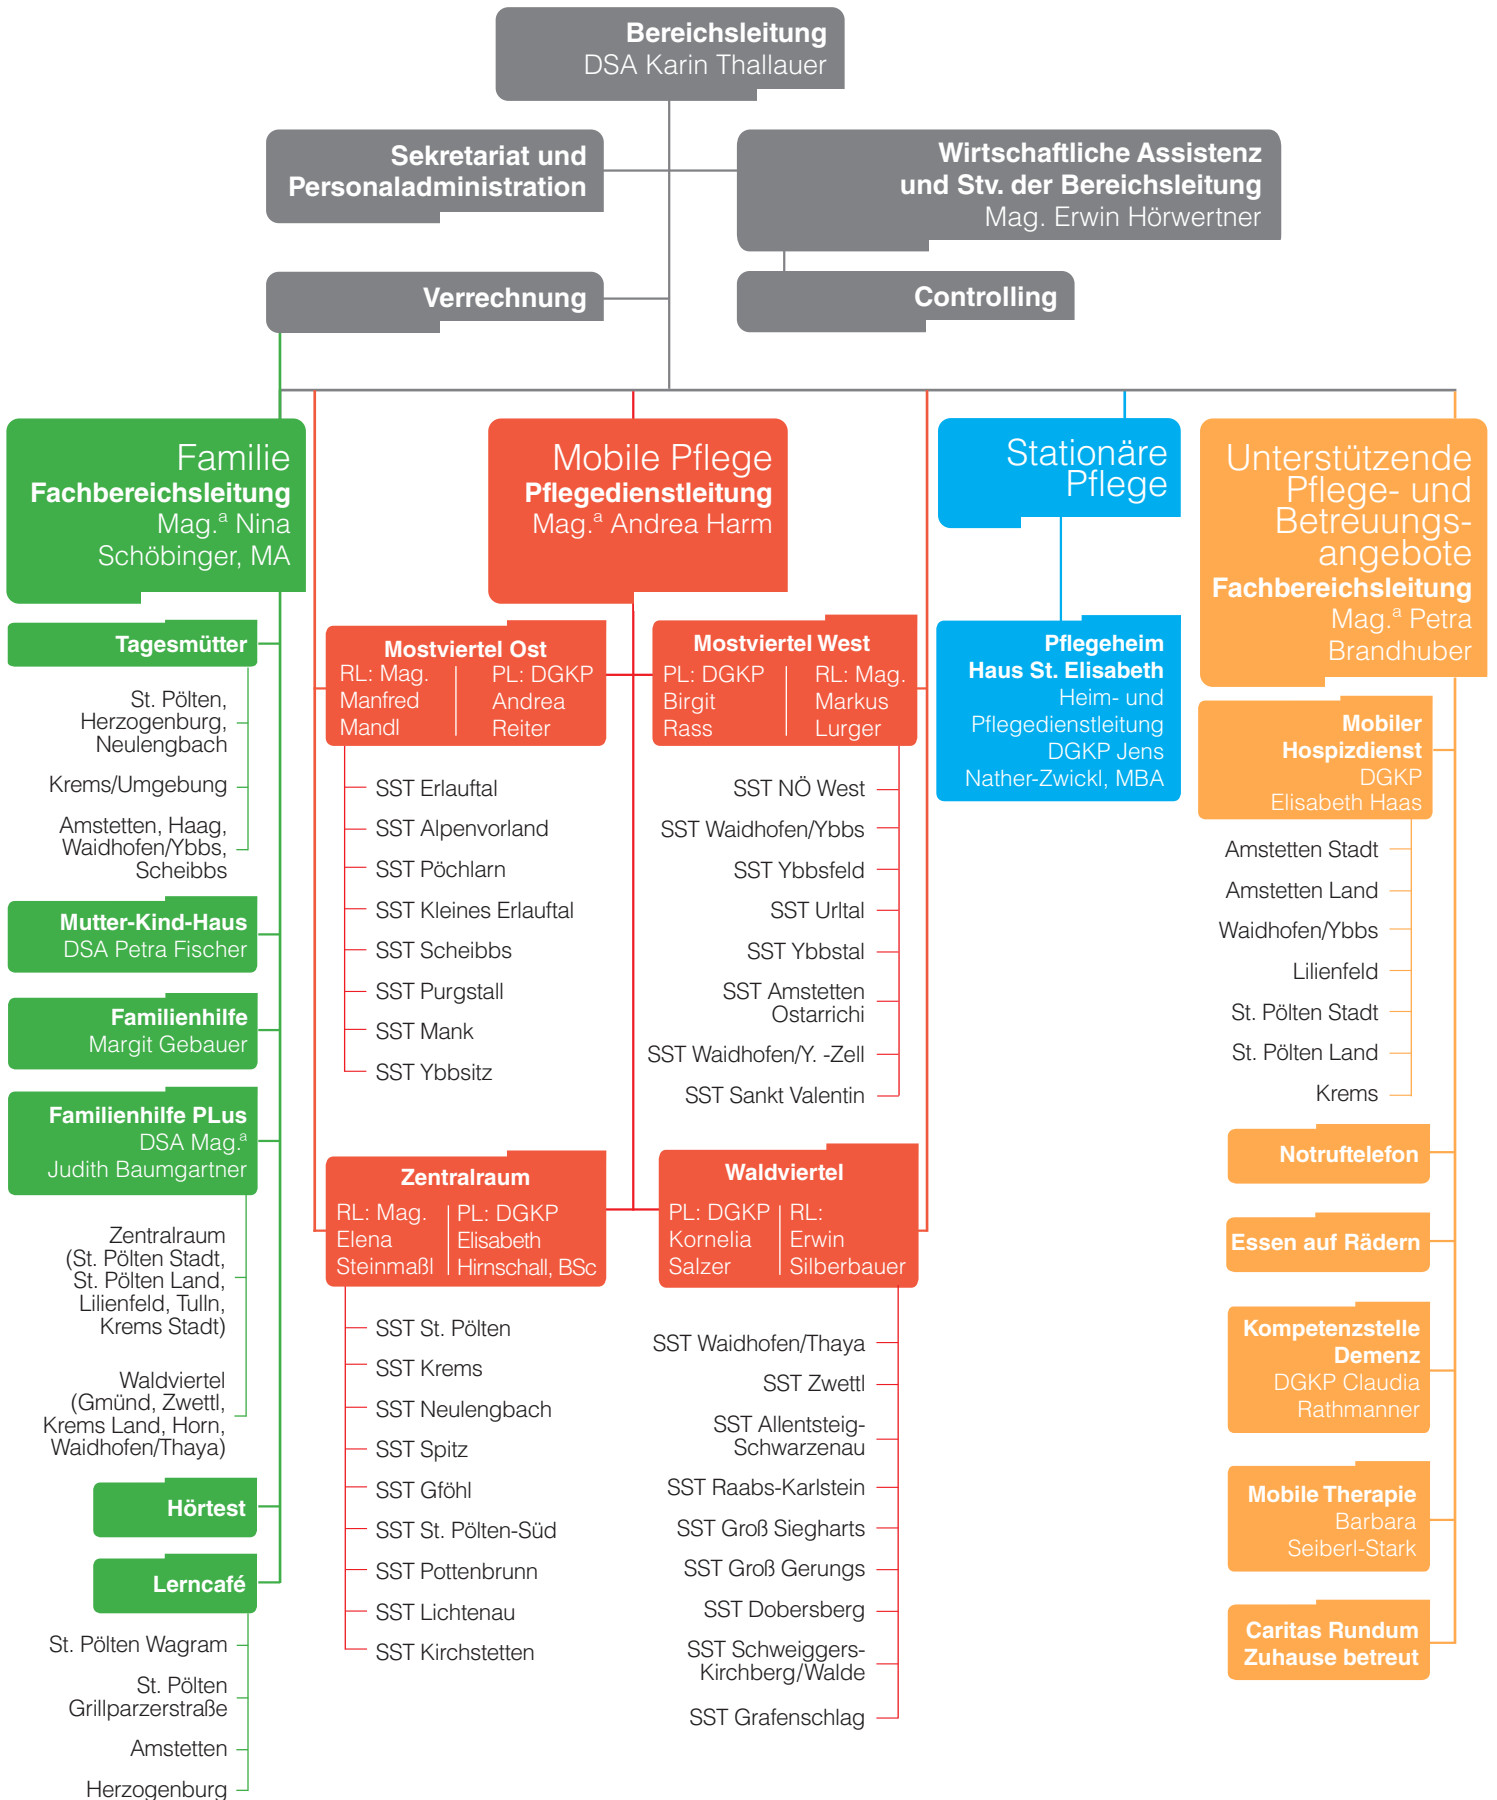 Bereichsleitung
DSA Karin Thallauer
Sekretariat und
Personaladministration
Wirtschaftliche Assistenz
und Stv. der Bereichsleitung
Mag. Erwin Hörwertner
Verrechnung
Controlling
Familie
Fachbereichsleitung
Mag.ª Nina
Schöbinger, MA
Tagesmütter
St. Pölten,
Herzogenburg,
Neulengbach
Krems/Umgebung
Amstetten, Haag,
Waidhofen/Ybbs,
Scheibbs
Mutter-Kind-Haus
DSA Petra Fischer
Familienhilfe
Margit Gebauer
Familienhilfe PLus
DSA Mag.ª
Judith Baumgartner
Zentralraum
(St. Pölten Stadt,
St. Pölten Land,
Lilienfeld, Tulln,
Krems Stadt)
Waldviertel
(Gmünd, Zwettl,
Krems Land, Horn,
Waidhofen/Thaya)
Hörtest
Lerncafé
St. Pölten Wagram
St. Pölten
Grillparzerstraße
Amstetten
Herzogenburg
Mobile Pflege
Pflegedienstleitung
Mag.ª Andrea Harm
Mostviertel Ost
RL: Mag.
Manfred
Mandl
PL: DGKP
Andrea
Reiter
SST Erlauftal
SST Alpenvorland
SST Pöchlarn
SST Kleines Erlauftal
SST Scheibbs
SST Purgstall
SST Mank
SST Ybbsitz
Mostviertel West
PL: DGKP
Birgit
Rass
RL: Mag.
Markus
Lurger
SST NÖ West
SST Waidhofen/Ybbs
SST Ybbsfeld
SST Urltal
SST Ybbstal
SST Amstetten
Ostarrichi
SST Waidhofen/Y. -Zell
SST Sankt Valentin
Zentralraum
RL: Mag.
Elena
Steinmaßl
PL: DGKP
Elisabeth
Hirnschall, BSc
SST St. Pölten
SST Krems
SST Neulengbach
SST Spitz
SST Gföhl
SST St. Pölten-Süd
SST Pottenbrunn
SST Lichtenau
SST Kirchstetten
Waldviertel
PL: DGKP
Kornelia
Salzer
RL:
Erwin
Silberbauer
SST Waidhofen/Thaya
SST Zwettl
SST Allentsteig-
Schwarzenau
SST Raabs-Karlstein
SST Groß Siegharts
SST Groß Gerungs
SST Dobersberg
SST Schweiggers-
Kirchberg/Walde
SST Grafenschlag
Stationäre
Pflege
Pflegeheim
Haus St. Elisabeth
Heim- und
Pflegedienstleitung
DGKP Jens
Nather-Zwickl, MBA
Unterstützende
Pflege- und
Betreuungs-
angebote
Fachbereichsleitung
Mag.ª Petra
Brandhuber
Mobiler
Hospizdienst
DGKP
Elisabeth Haas
Amstetten Stadt
Amstetten Land
Waidhofen/Ybbs
Lilienfeld
St. Pölten Stadt
St. Pölten Land
Krems
Notruftelefon
Essen auf Rädern
Kompetenzstelle
Demenz
DGKP Claudia
Rathmanner
Mobile Therapie
Barbara
Seiberl-Stark
Caritas Rundum
Zuhause betreut